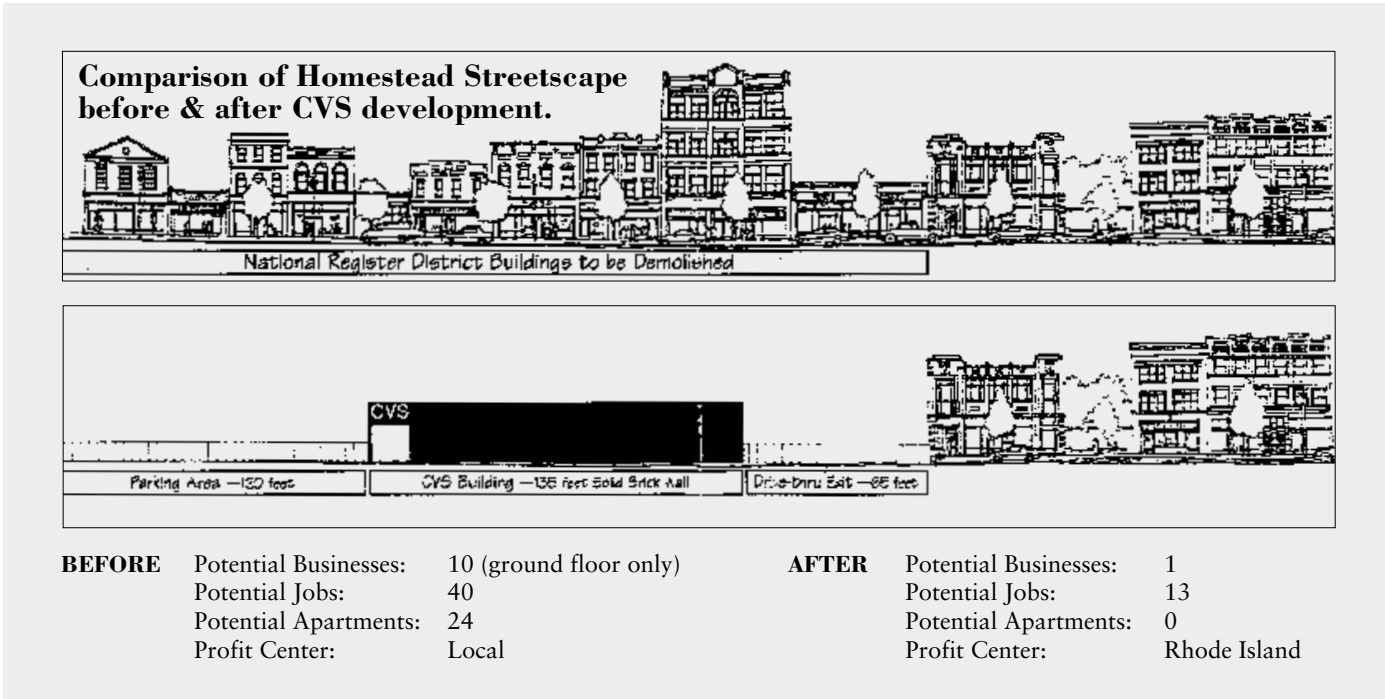 Comparison of Homestead Streetscape
before & after CVS development.
National Register District Buildings to be Demolished
CVS
Parking Area —120 feet
CVS Building —135 feet Solid Brick Wall
Drive-thru Exit —65 feet
BEFORE Potential Businesses: 10 (ground floor only)
Potential Jobs: 40
Potential Apartments: 24
Profit Center: Local
AFTER Potential Businesses: 1
Potential Jobs: 13
Potential Apartments: 0
Profit Center: Rhode Island